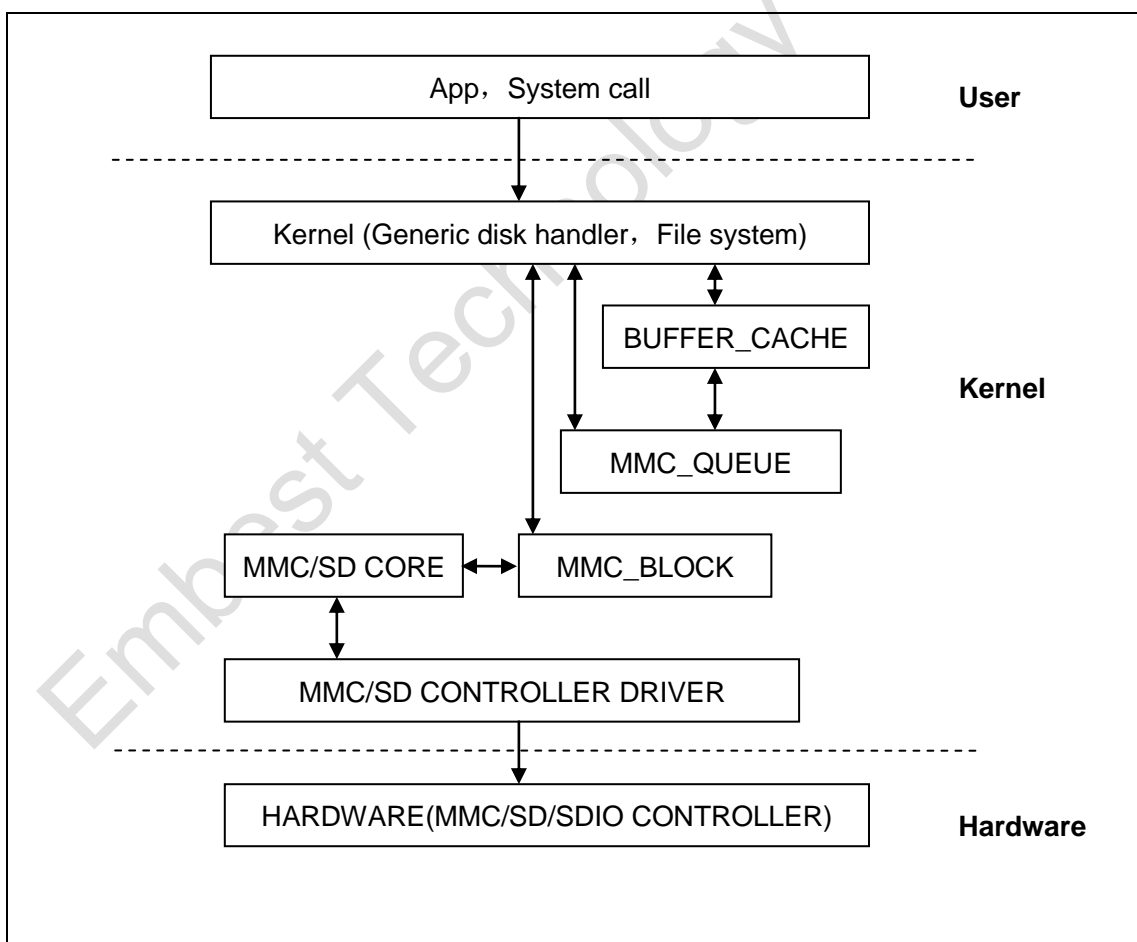 App，System call
User
Kernel (Generic disk handler，File system)
BUFFER_CACHE
Kernel
MMC_QUEUE
MMC/SD CORE
MMC_BLOCK
MMC/SD CONTROLLER DRIVER
HARDWARE(MMC/SD/SDIO CONTROLLER)
Hardware
Embest Technology